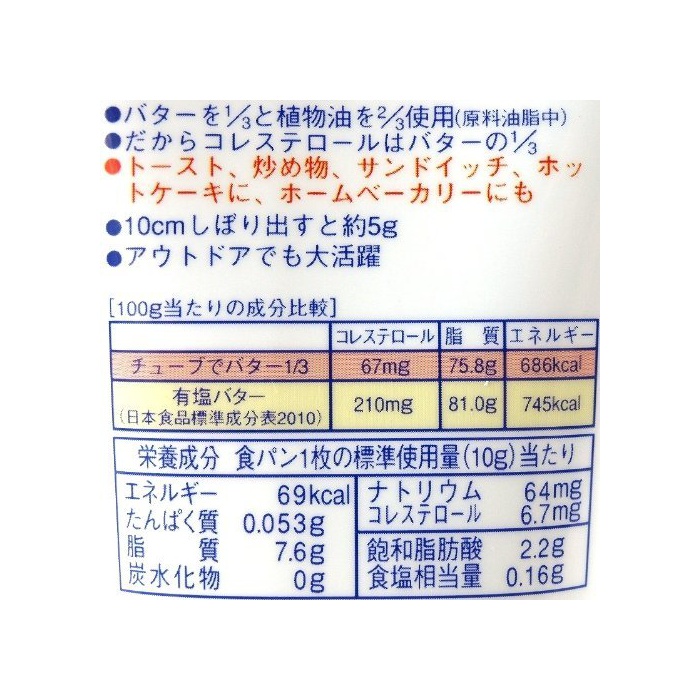 ●バターを1/3と植物油を2/3使用(原料油脂中)
●だからコレステロールはバターの1/3
●トースト、炒め物、サンドイッチ、ホッ
トケーキに、ホームベーカリーにも
●10cmしぼり出すと約5g
●アウトドアでも大活躍
[100g当たりの成分比較]
コレステロール 脂 質 エネルギー
チューブでバター1/3 67mg 75.8g 686kcal
有塩バター
(日本食品標準成分表2010) 210mg 81.0g 745kcal
栄養成分 食パン1枚の標準使用量(10g)当たり
エネルギー 69kcal
たんぱく質 0.053g
脂 質 7.6g
炭水化物 0g
ナトリウム 64mg
コレステロール 6.7mg
飽和脂肪酸 2.2g
食塩相当量 0.16g